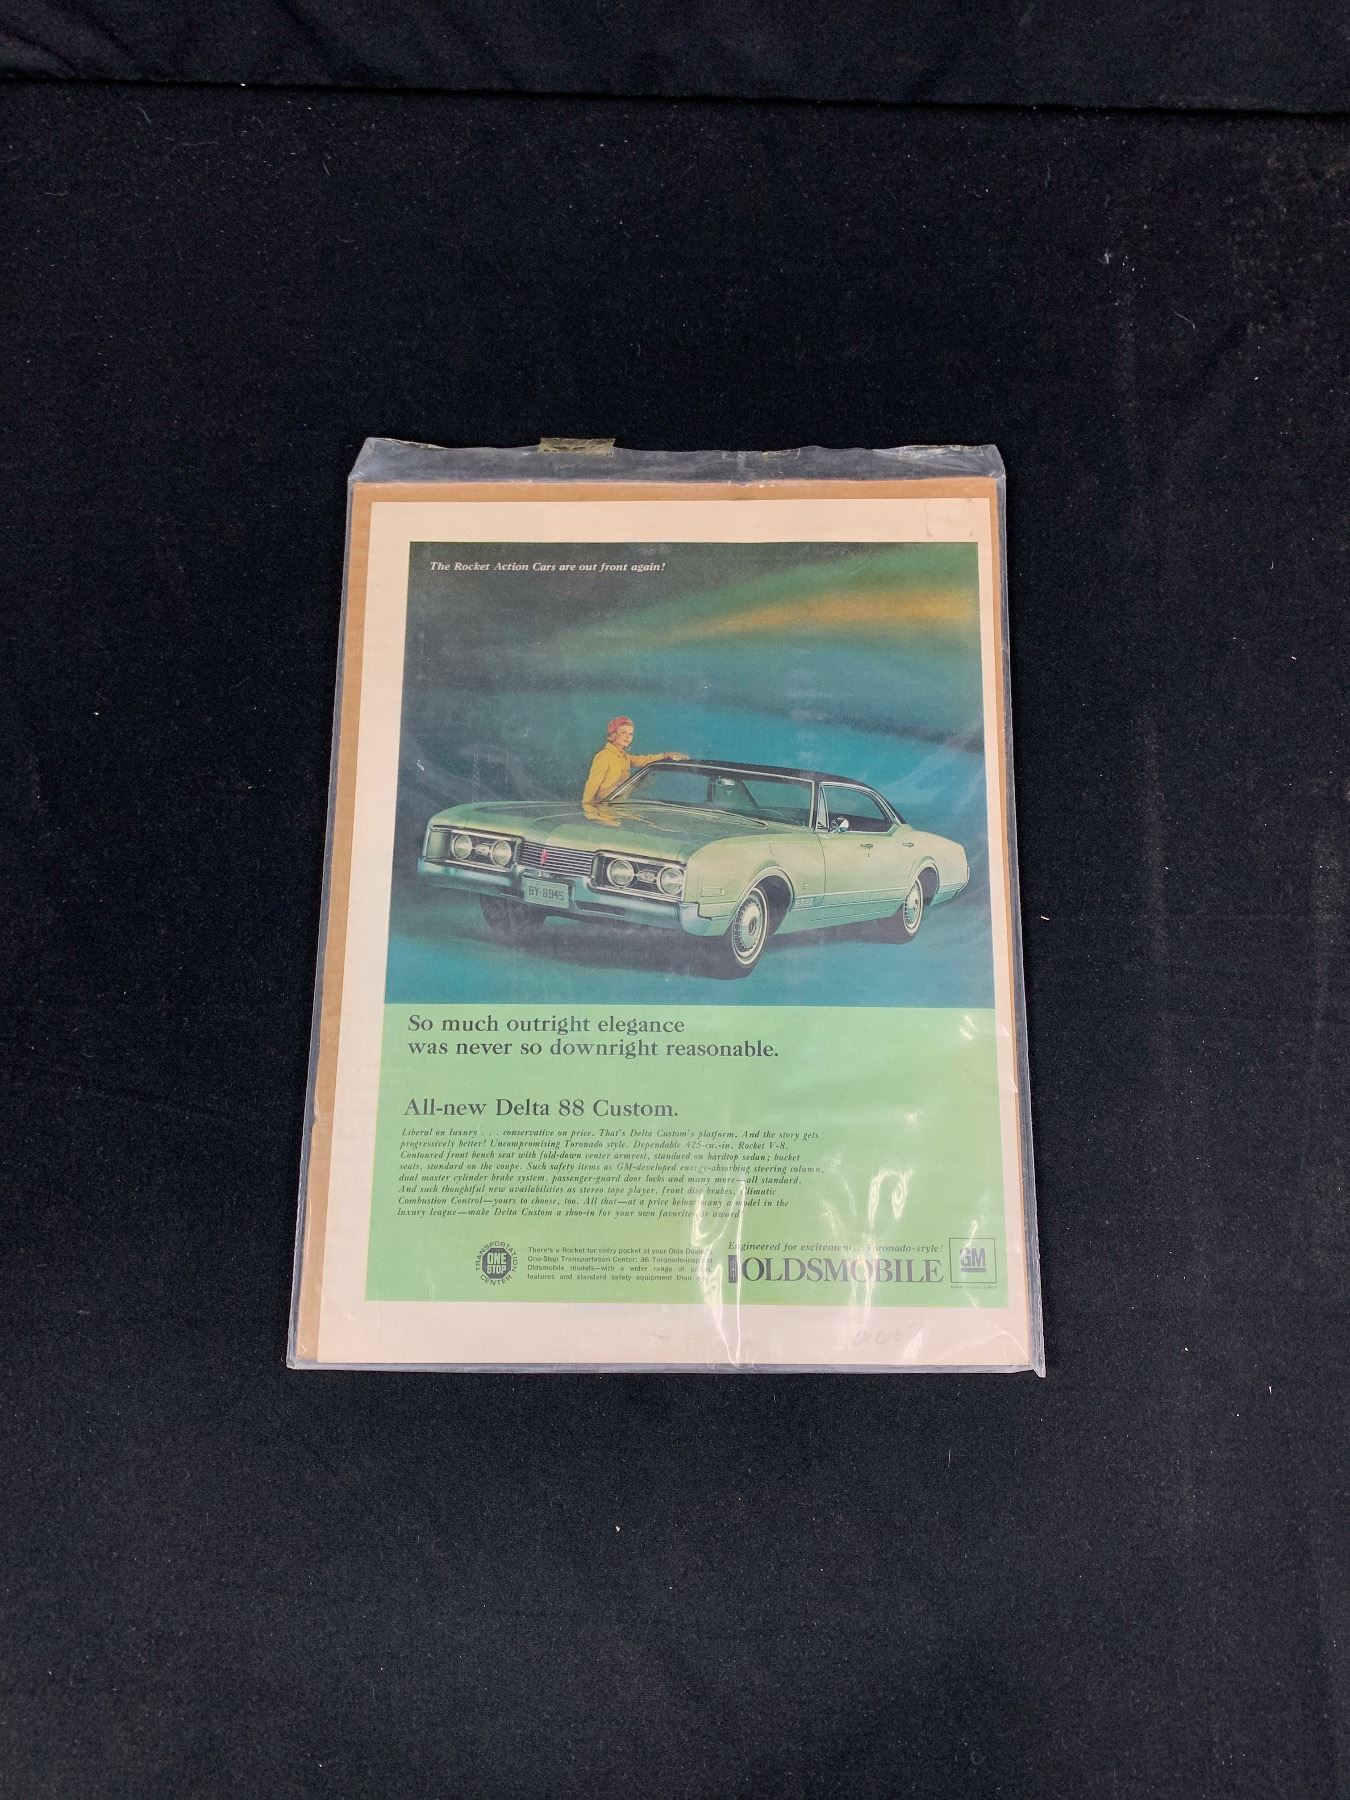 The Rocket Action Cars are out front again!
BY-8945
So much outright elegance
was never so downright reasonable.
All-new Delta 88 Custom.
Liberal on luxury . . . conservative on price. That's Delta Custom's platform. And the story gets
progressively better! Uncompromising Toronado style. Dependable 425-cu.-in. Rocket V-8.
Contoured front bench seat with fold-down center armrest, standard on hardtop sedan; bucket
seats, standard on the coupe. Such safety items as GM-developed energy-absorbing steering column,
dual master cylinder brake system, passenger-guard door locks and many more—all standard.
And such thoughtful new availabilities as stereo tape player, front disc brakes, Climatic
Combustion Control—yours to choose, too. All that—at a price below many a model in the
luxury league—make Delta Custom a shoo-in for your own favorite-car award!
TRANSPORTATION
ONE
STOP
CENTER
There's a Rocket for every pocket at your Olds Dealer's
One-Stop Transportation Center: 36 Toronado-inspired
Oldsmobile models—with a wider range of
features and standard safety equipment than
Engineered for excitement...Toronado-style!
OLDSMOBILE
GM